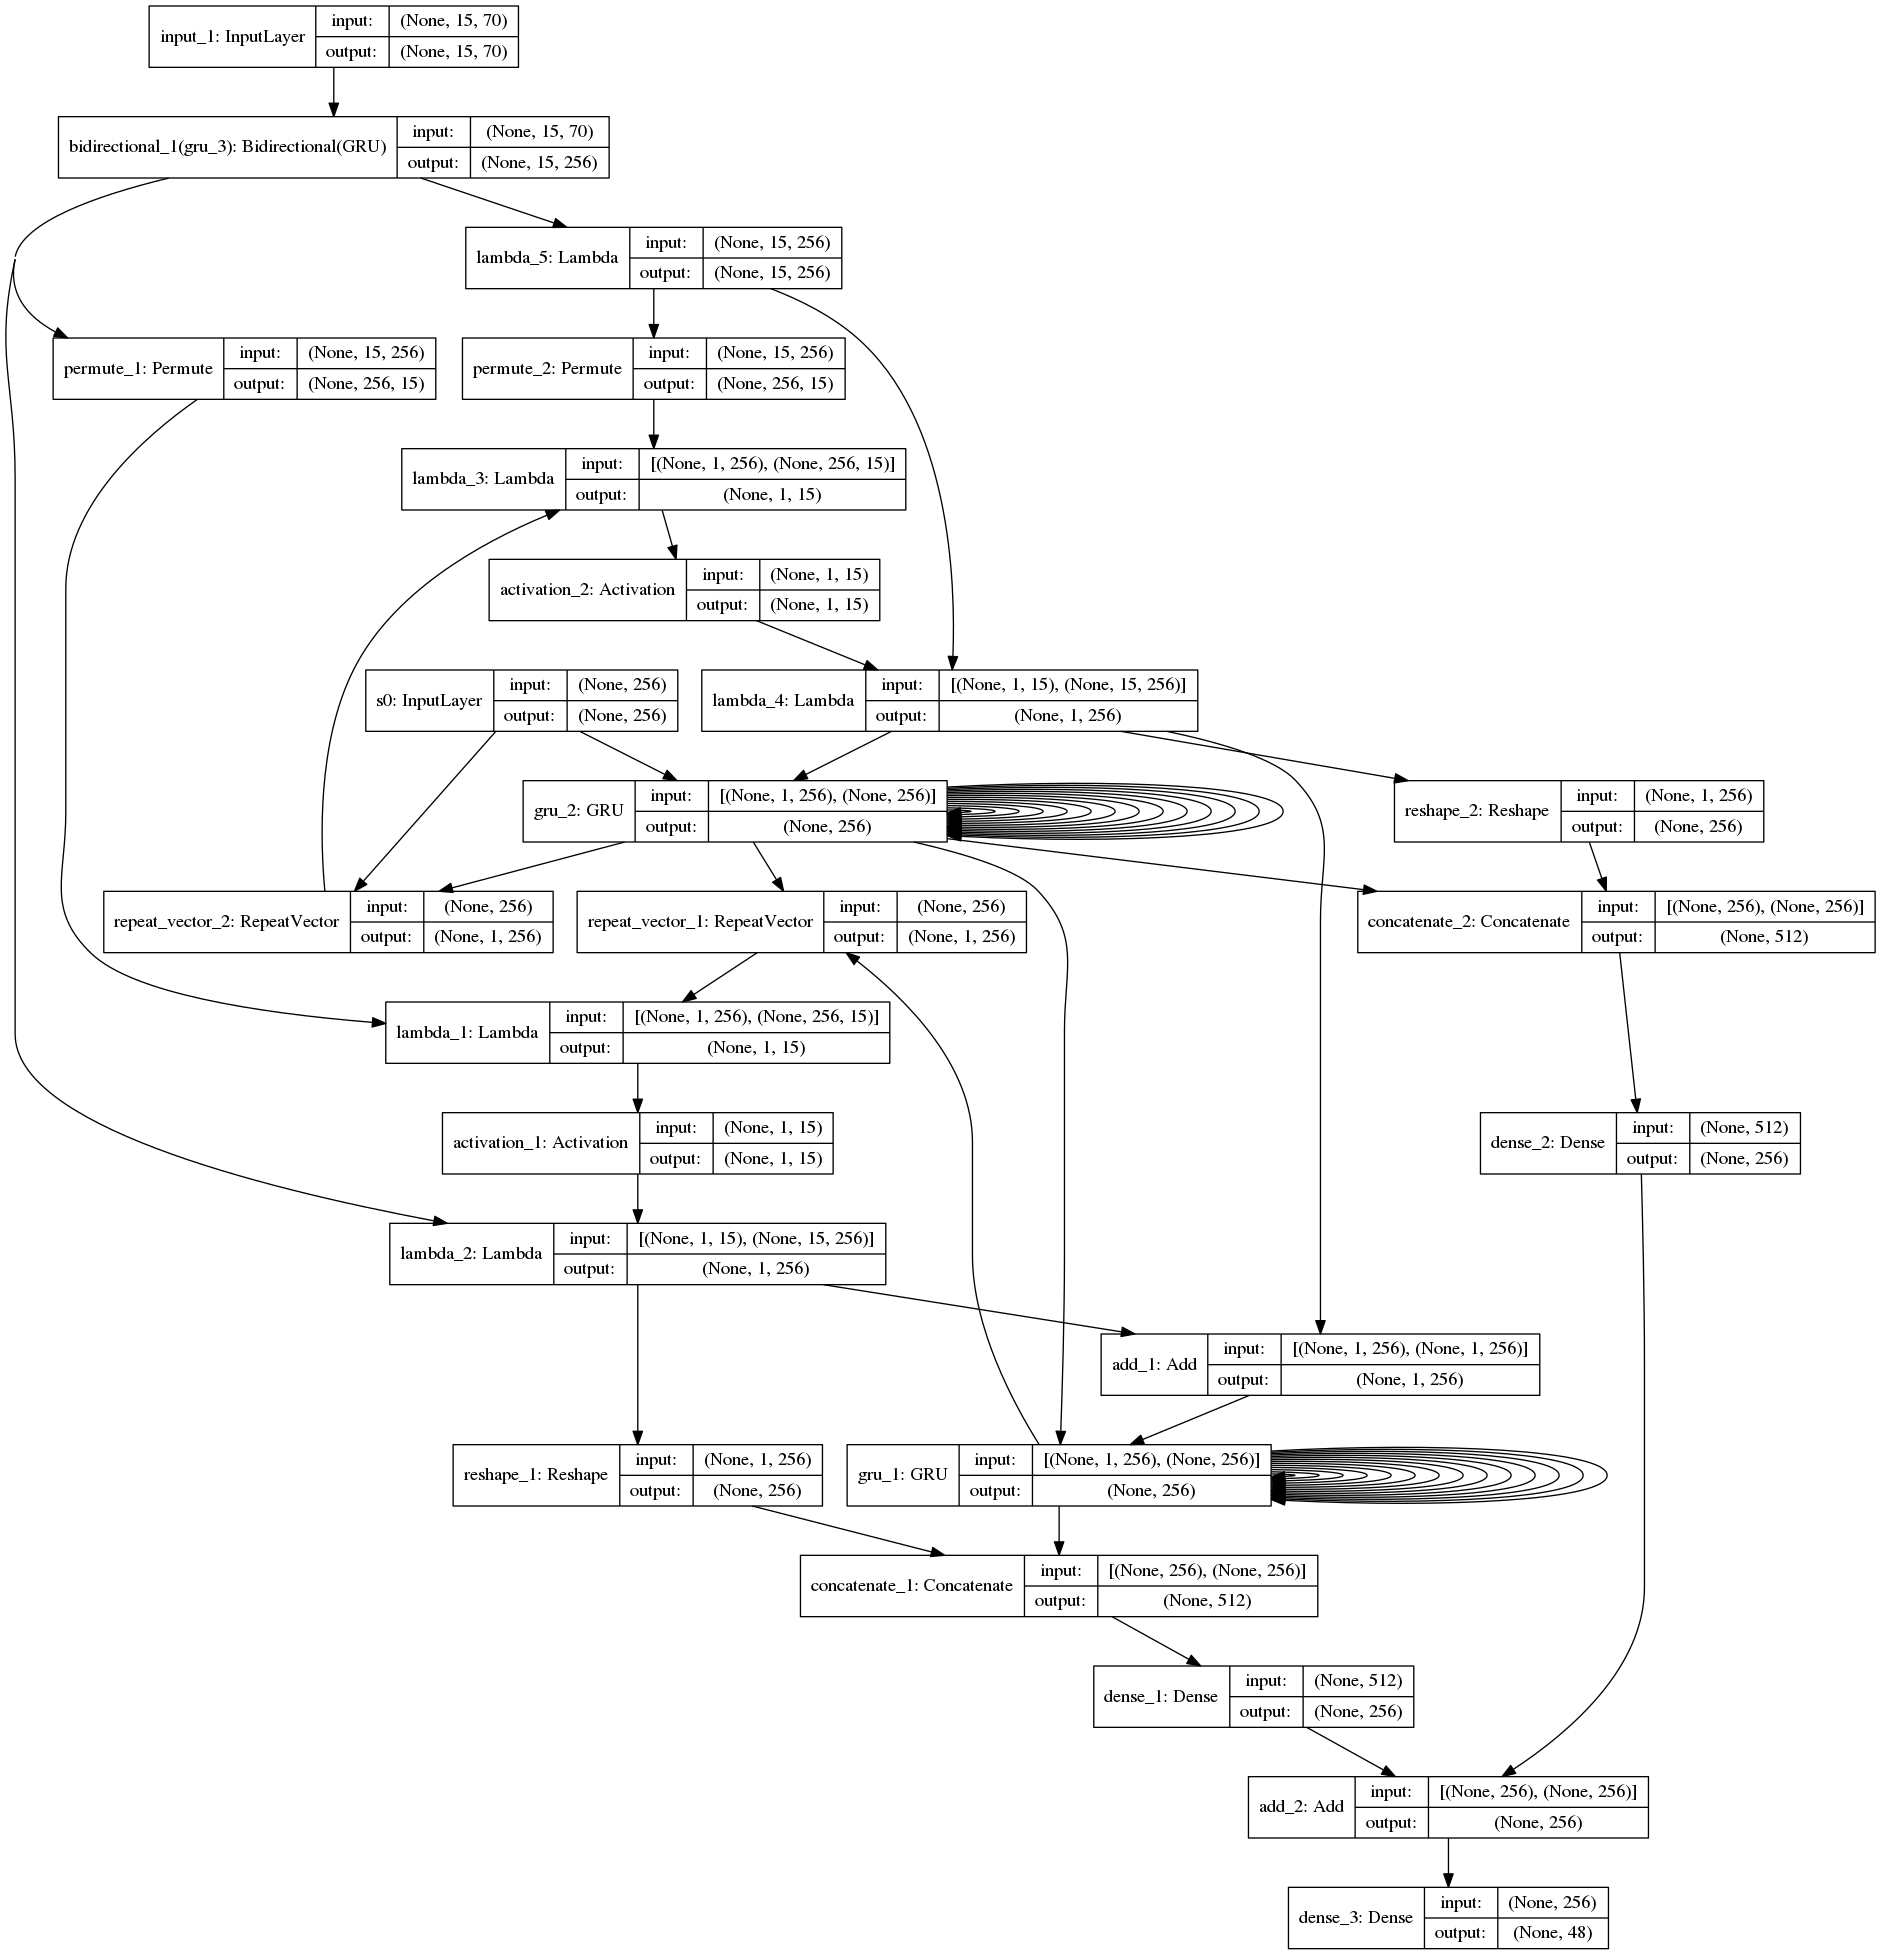 input_1: InputLayer
input: (None, 15, 70)
output: (None, 15, 70)
bidirectional_1(gru_3): Bidirectional(GRU)
input: (None, 15, 70)
output: (None, 15, 256)
lambda_5: Lambda
input: (None, 15, 256)
output: (None, 15, 256)
permute_1: Permute
input: (None, 15, 256)
output: (None, 256, 15)
permute_2: Permute
input: (None, 15, 256)
output: (None, 256, 15)
lambda_3: Lambda
input: [(None, 1, 256), (None, 256, 15)]
output: (None, 1, 15)
activation_2: Activation
input: (None, 1, 15)
output: (None, 1, 15)
s0: InputLayer
input: (None, 256)
output: (None, 256)
lambda_4: Lambda
input: [(None, 1, 15), (None, 15, 256)]
output: (None, 1, 256)
gru_2: GRU
input: [(None, 1, 256), (None, 256)]
output: (None, 256)
reshape_2: Reshape
input: (None, 1, 256)
output: (None, 256)
repeat_vector_2: RepeatVector
input: (None, 256)
output: (None, 1, 256)
repeat_vector_1: RepeatVector
input: (None, 256)
output: (None, 1, 256)
concatenate_2: Concatenate
input: [(None, 256), (None, 256)]
output: (None, 512)
lambda_1: Lambda
input: [(None, 1, 256), (None, 256, 15)]
output: (None, 1, 15)
activation_1: Activation
input: (None, 1, 15)
output: (None, 1, 15)
dense_2: Dense
input: (None, 512)
output: (None, 256)
lambda_2: Lambda
input: [(None, 1, 15), (None, 15, 256)]
output: (None, 1, 256)
add_1: Add
input: [(None, 1, 256), (None, 1, 256)]
output: (None, 1, 256)
reshape_1: Reshape
input: (None, 1, 256)
output: (None, 256)
gru_1: GRU
input: [(None, 1, 256), (None, 256)]
output: (None, 256)
concatenate_1: Concatenate
input: [(None, 256), (None, 256)]
output: (None, 512)
dense_1: Dense
input: (None, 512)
output: (None, 256)
add_2: Add
input: [(None, 256), (None, 256)]
output: (None, 256)
dense_3: Dense
input: (None, 256)
output: (None, 48)